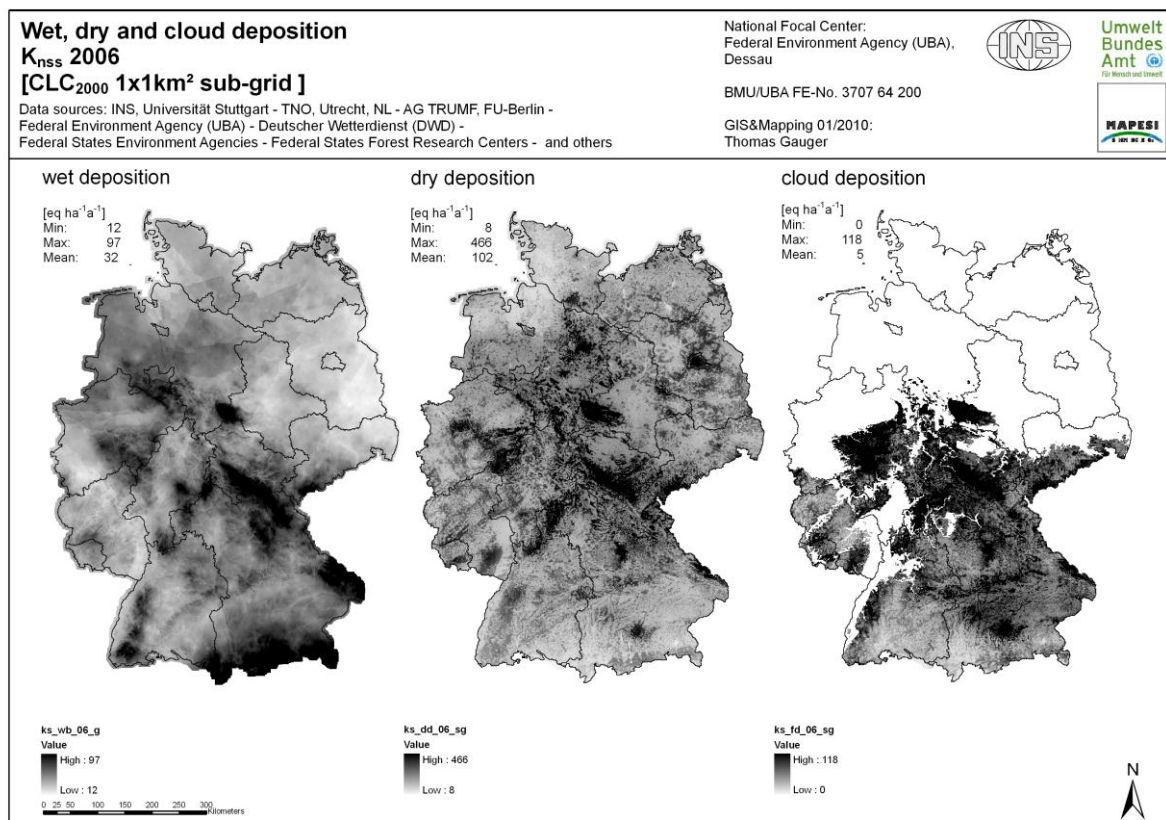 Wet, dry and cloud deposition
Knss 2006
[CLC2000 1x1km² sub-grid ]
Data sources: INS, Universität Stuttgart - TNO, Utrecht, NL - AG TRUMF, FU-Berlin -
Federal Environment Agency (UBA) - Deutscher Wetterdienst (DWD) -
Federal States Environment Agencies - Federal States Forest Research Centers - and others
National Focal Center:
Federal Environment Agency (UBA),
Dessau
BMU/UBA FE-No. 3707 64 200
GIS&Mapping 01/2010:
Thomas Gauger
INS
Umwelt
Bundes
Amt
Für Mensch und Umwelt
MAPESI
wet deposition
[eq ha-1a-1]
Min: 12
Max: 97
Mean: 32
dry deposition
[eq ha-1a-1]
Min: 8
Max: 466
Mean: 102
cloud deposition
[eq ha-1a-1]
Min: 0
Max: 118
Mean: 5
ks_wb_06_g
Value
High : 97
Low : 12
0 25 50 100 150 200 250 300
Kilometers
ks_dd_06_sg
Value
High : 466
Low : 8
ks_fd_06_sg
Value
High : 118
Low : 0
N